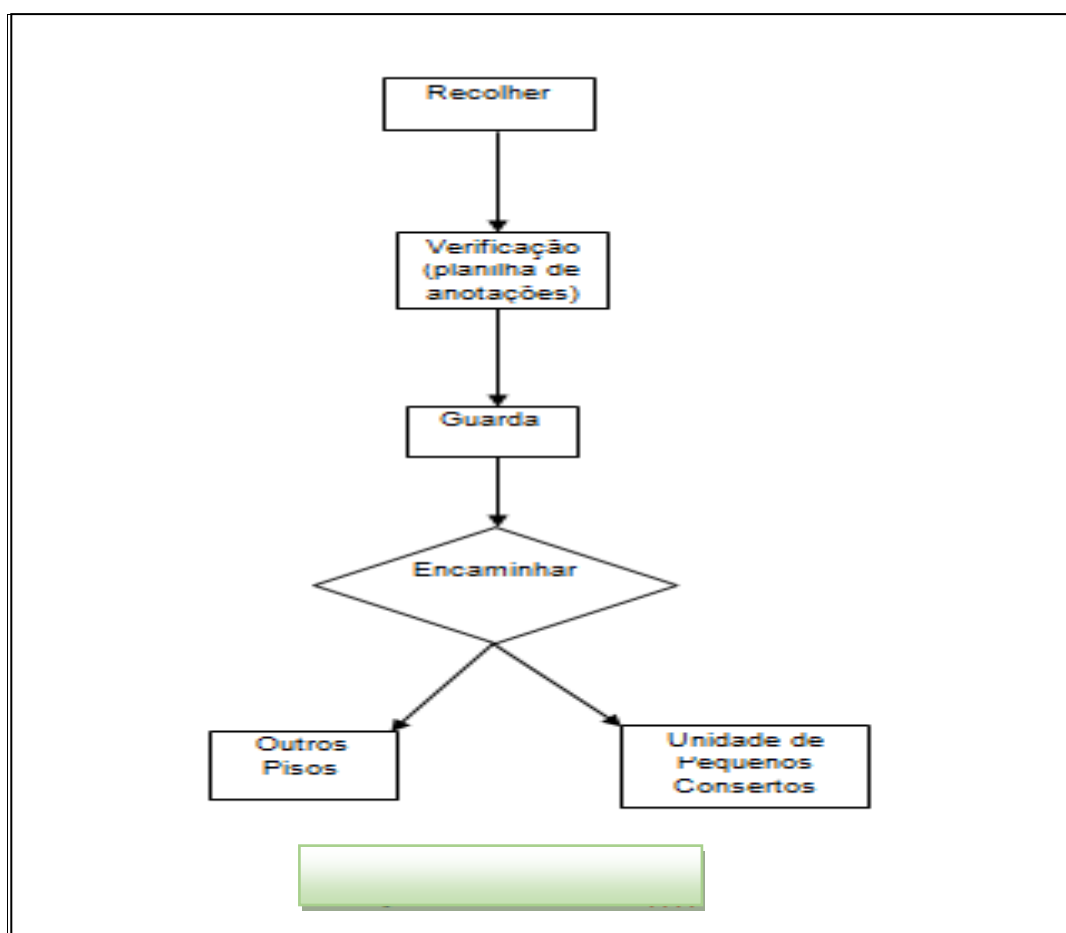 Recolher
Verificação
(planilha de
anotações)
Guarda
Encaminhar
Outros
Pisos
Unidade de
Pequenos
Consertos